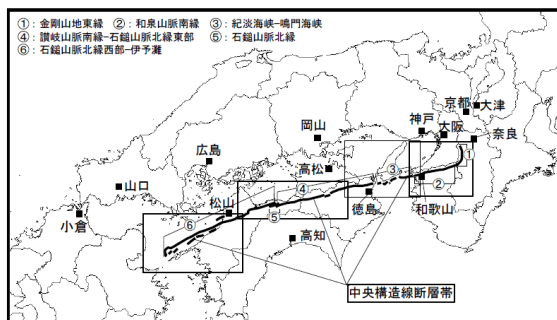 ①：金剛山地東縁　②：和泉山脈南縁　③：紀淡海峡−鳴門海峡
④：讃岐山脈南縁−石鎚山脈北縁東部　⑤：石鎚山脈北縁
⑥：石鎚山脈北縁西部−伊予灘
京都
大津
神戸
大阪
岡山
奈良
広島
①
高松
③
②
山口
④
松山
徳島
和歌山
小倉
⑤
⑥
高知
中央構造線断層帯